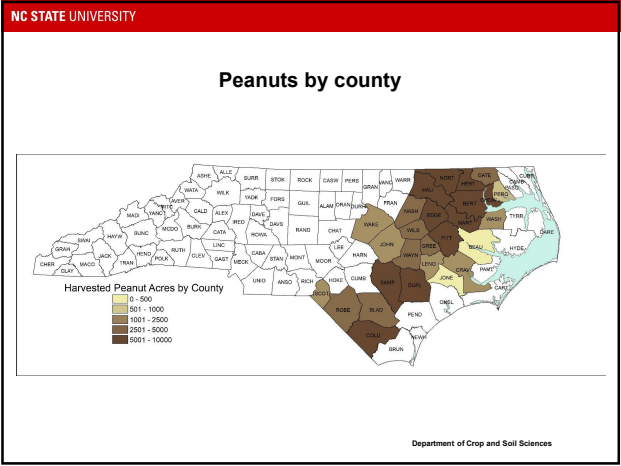 NC STATE UNIVERSITY
Peanuts by county
ASHE ALLE SURR STOK ROCK CASW PERS VANC WARR NORT HERT GATE CAMB CURR
WATA WILK YADK FORS GUIL ALAM ORAN DURH GRAN FRAN HALI BERT PERQ PASQ
MITC AVER CALD ALEX IRED DAVE DAVS RAND CHAT WAKE NASH EDGE MART WASH TYRR DARE
MADI YANC MCDO BURK CATA ROWA WILS PITT BEAU HYDE
SWAI HAYW BUNC RUTH LINC CABA STAN MONT MOOR LEE HARN JOHN WAYN GREE
GRAH JACK HEND POLK CLEV GAST MECK LENO CRAV PAML
CHER CLAY MACO TRAN UNIO ANSO RICH HOKE CUMB SAMP DUPL JONE CART
SCOT ROBE BLAD PEND ONSL
COLU NEWH
BRUN
Harvested Peanut Acres by County
0 - 500
501 - 1000
1001 - 2500
2501 - 5000
5001 - 10000
Department of Crop and Soil Sciences